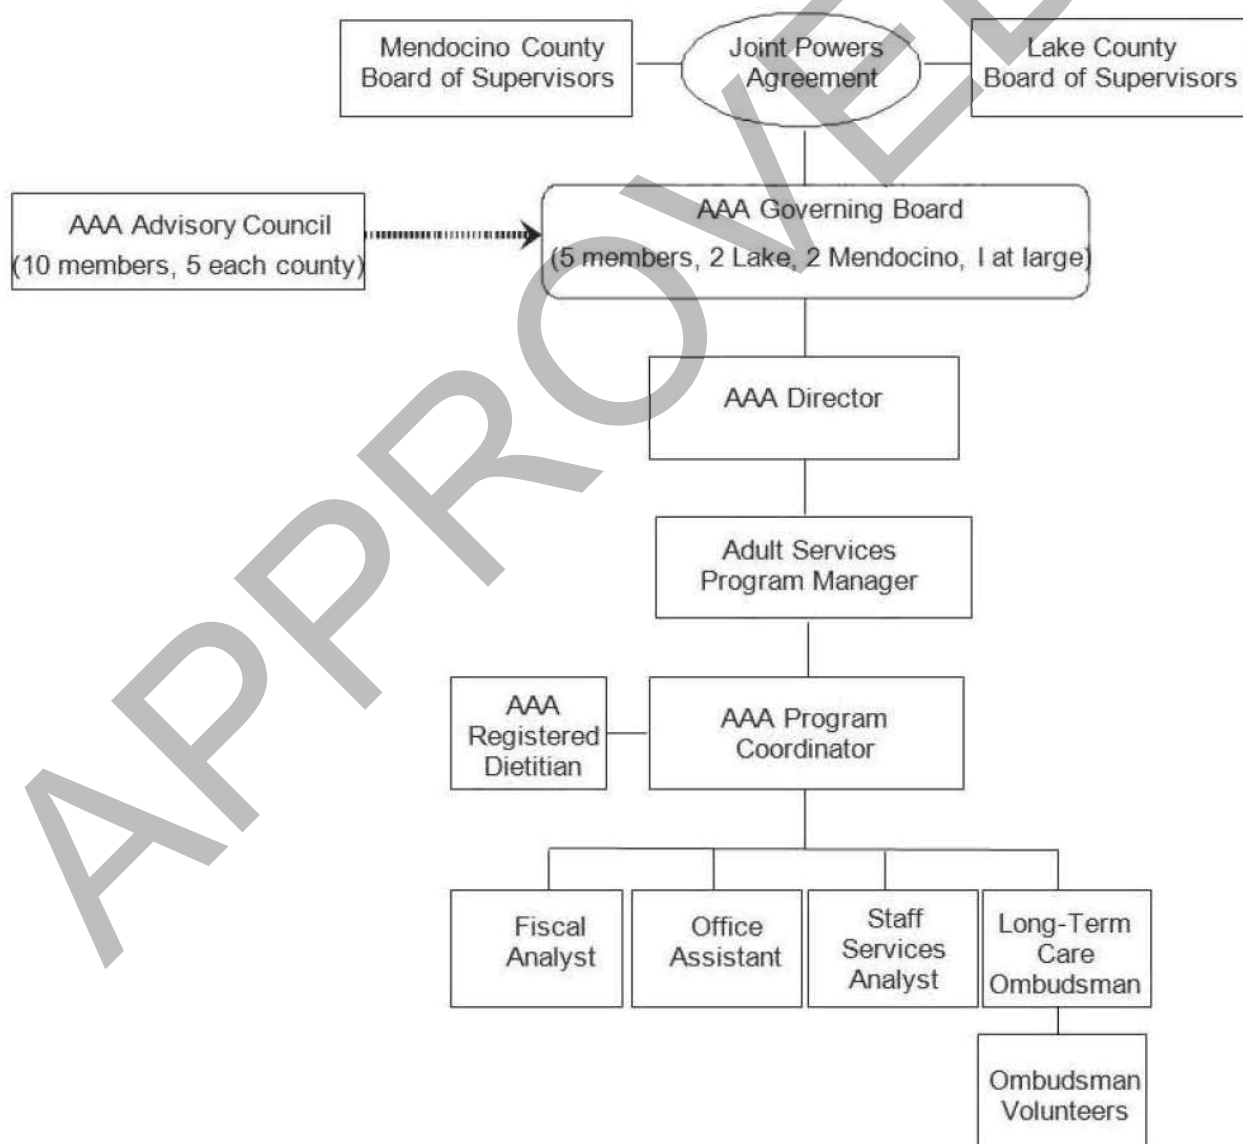 Mendocino County
Board of Supervisors
Joint Powers
Agreement
Lake County
Board of Supervisors
AAA Advisory Council
(10 members, 5 each county)
AAA Governing Board
(5 members, 2 Lake, 2 Mendocino, I at large)
AAA Director
Adult Services
Program Manager
AAA
Registered
Dietitian
AAA Program
Coordinator
Fiscal
Analyst
Office
Assistant
Staff
Services
Analyst
Long-Term
Care
Ombudsman
Ombudsman
Volunteers
APPROVED